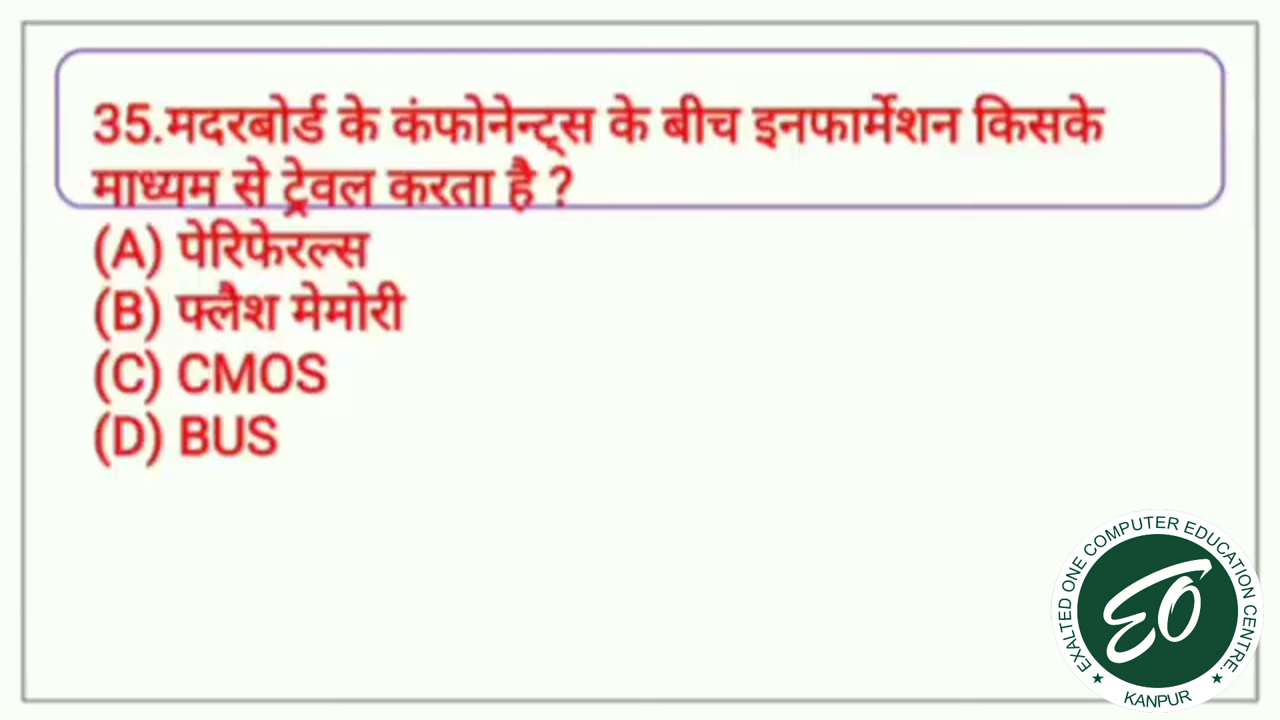 35.मदरबोर्ड के कंफोनेन्ट्स के बीच इनफार्मेशन किसके
माध्यम से ट्रेवल करता है ?
(A) पेरिफेरल्स
(B) फ्लैश मेमोरी
(C) CMOS
(D) BUS
EXALTED ONE COMPUTER EDUCATION CENTRE.
EO
★ KANPUR ★